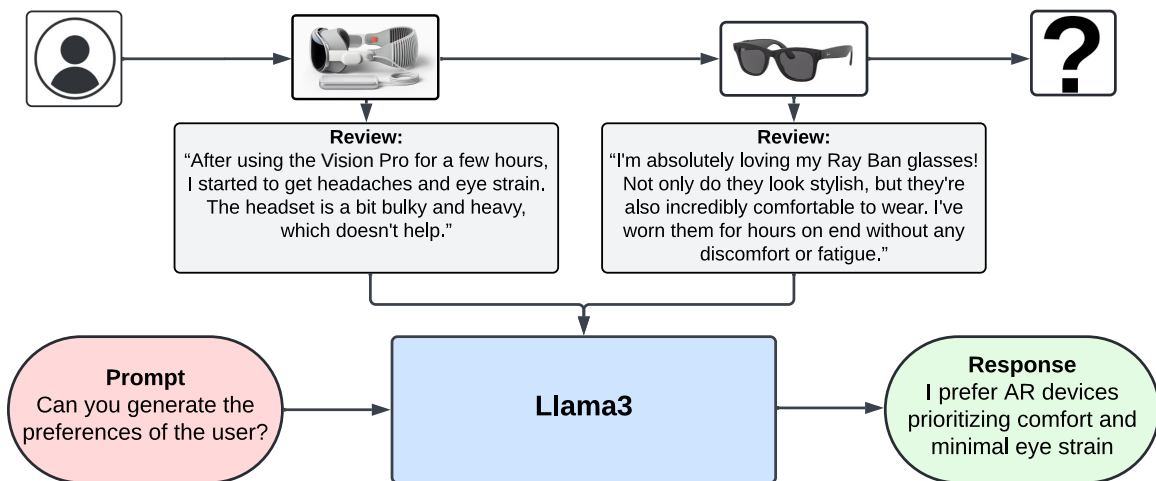 ?
Review:
“After using the Vision Pro for a few hours,
I started to get headaches and eye strain.
The headset is a bit bulky and heavy,
which doesn't help.”
Review:
“I'm absolutely loving my Ray Ban glasses!
Not only do they look stylish, but they're
also incredibly comfortable to wear. I've
worn them for hours on end without any
discomfort or fatigue.”
Prompt
Can you generate the
preferences of the user?
Llama3
Response
I prefer AR devices
prioritizing comfort and
minimal eye strain